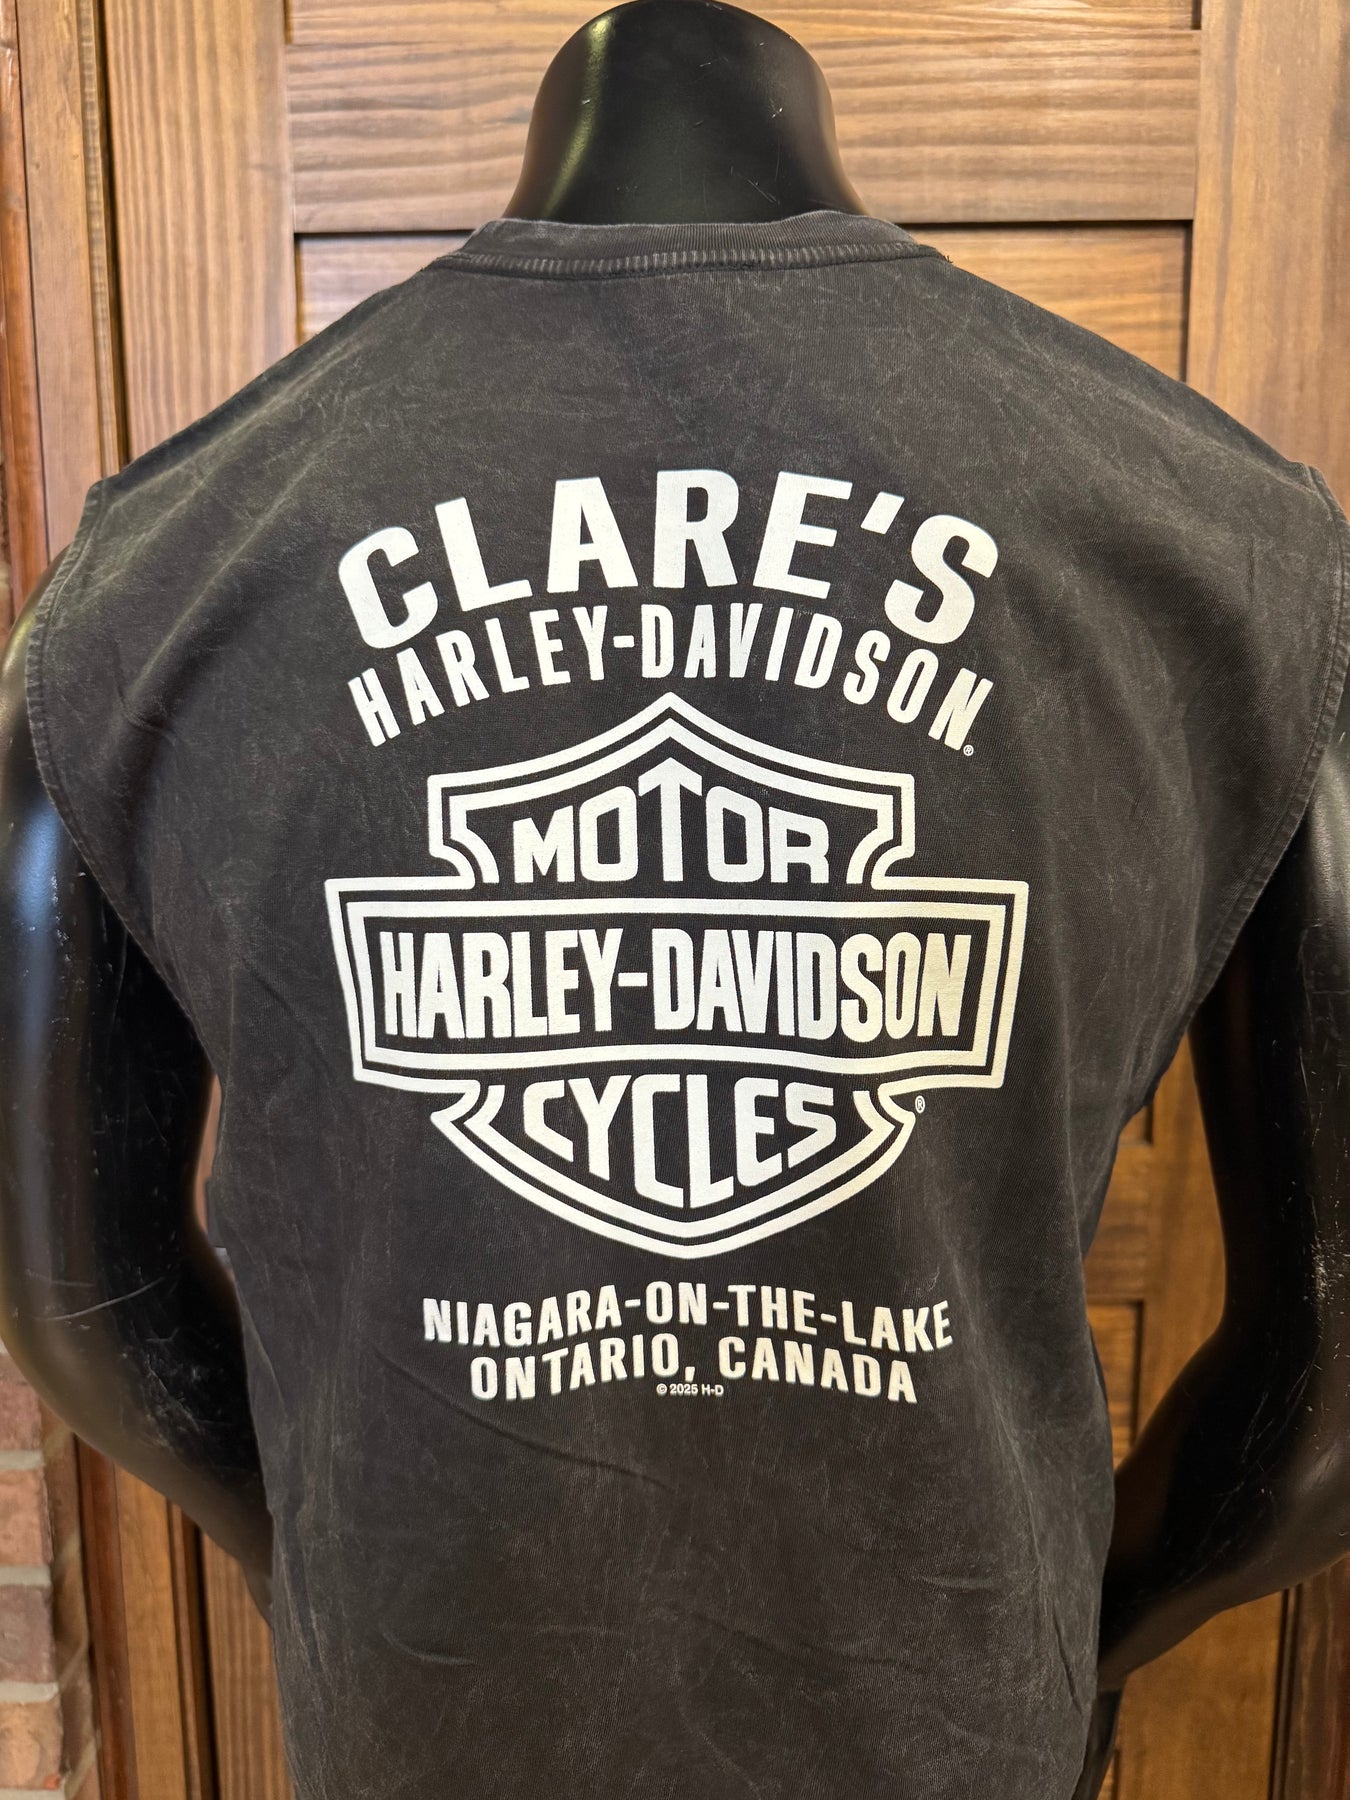 CLARE'S
HARLEY-DAVIDSON®
MOTOR
HARLEY-DAVIDSON
CYCLES®
NIAGARA-ON-THE-LAKE
ONTARIO, CANADA
© 2025 H-D